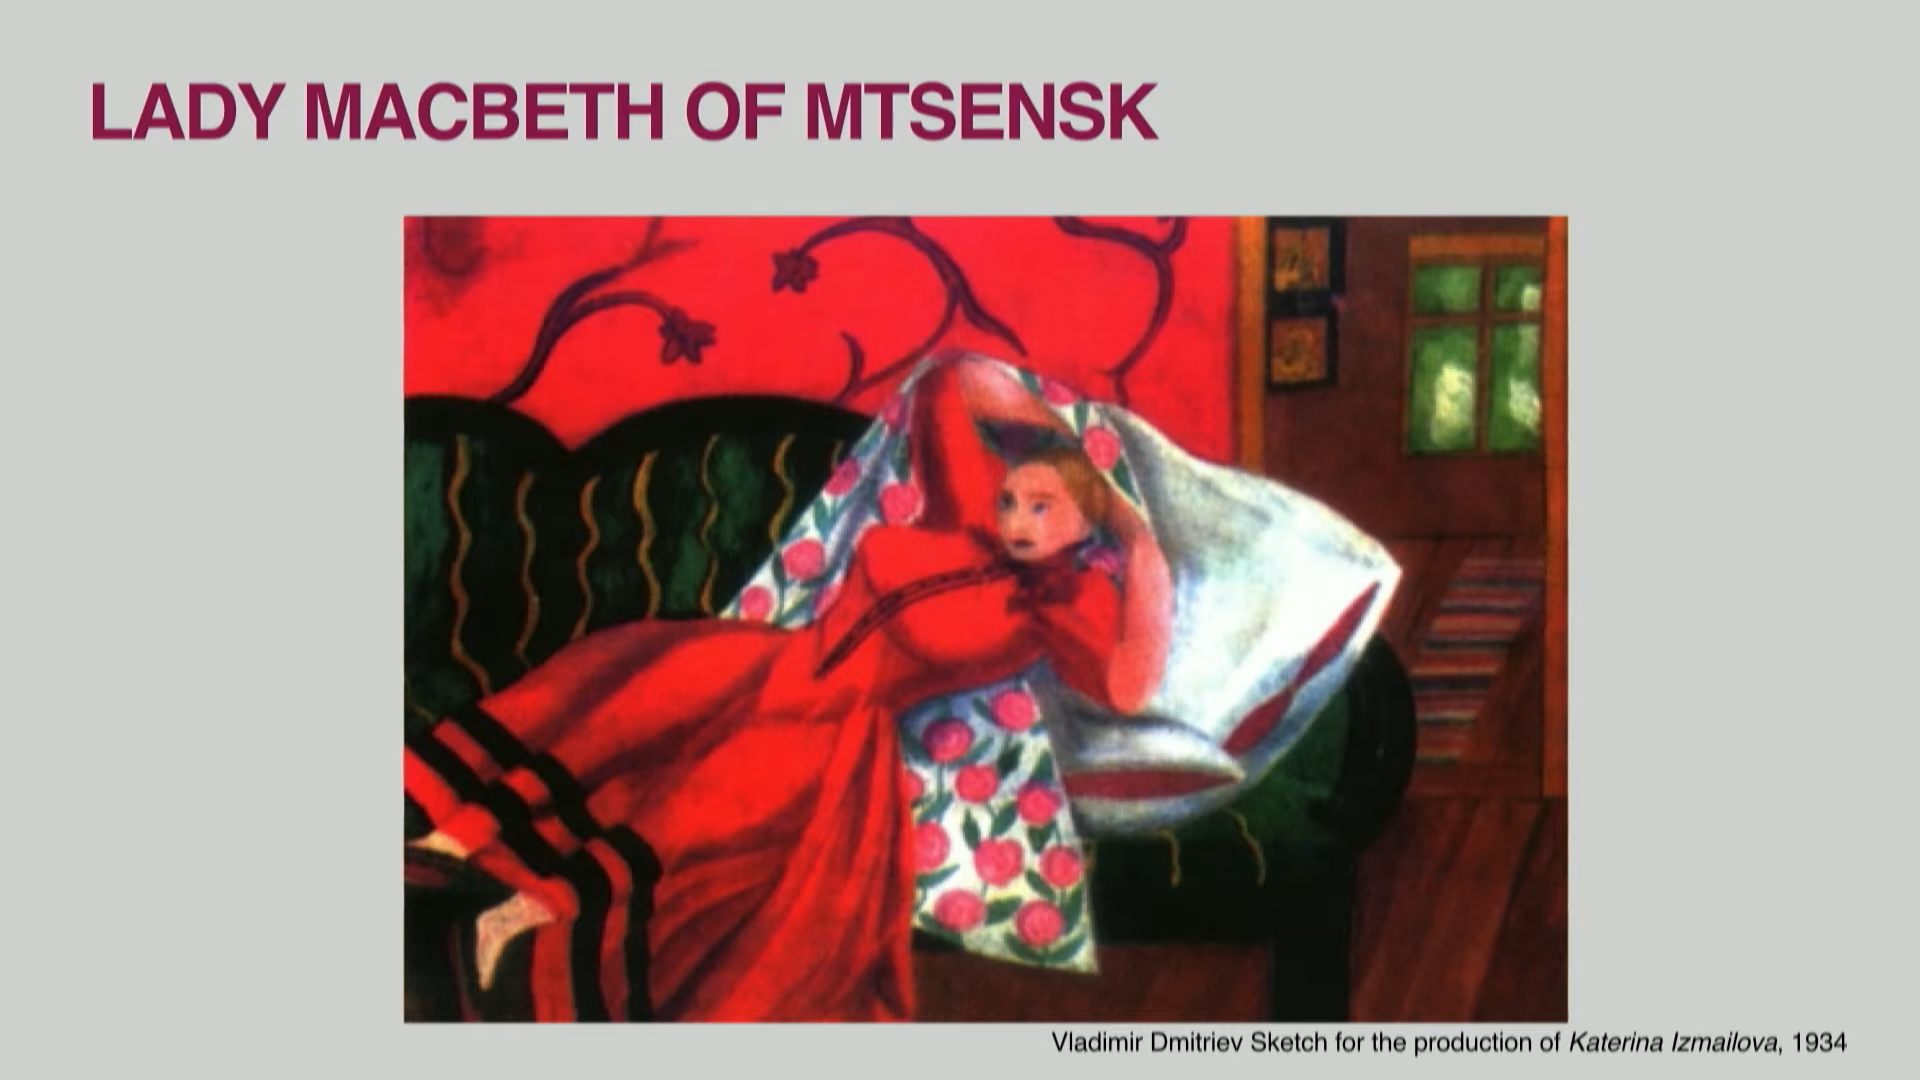 LADY MACBETH OF MTSENSK
Vladimir Dmitriev Sketch for the production of Katerina Izmailova, 1934